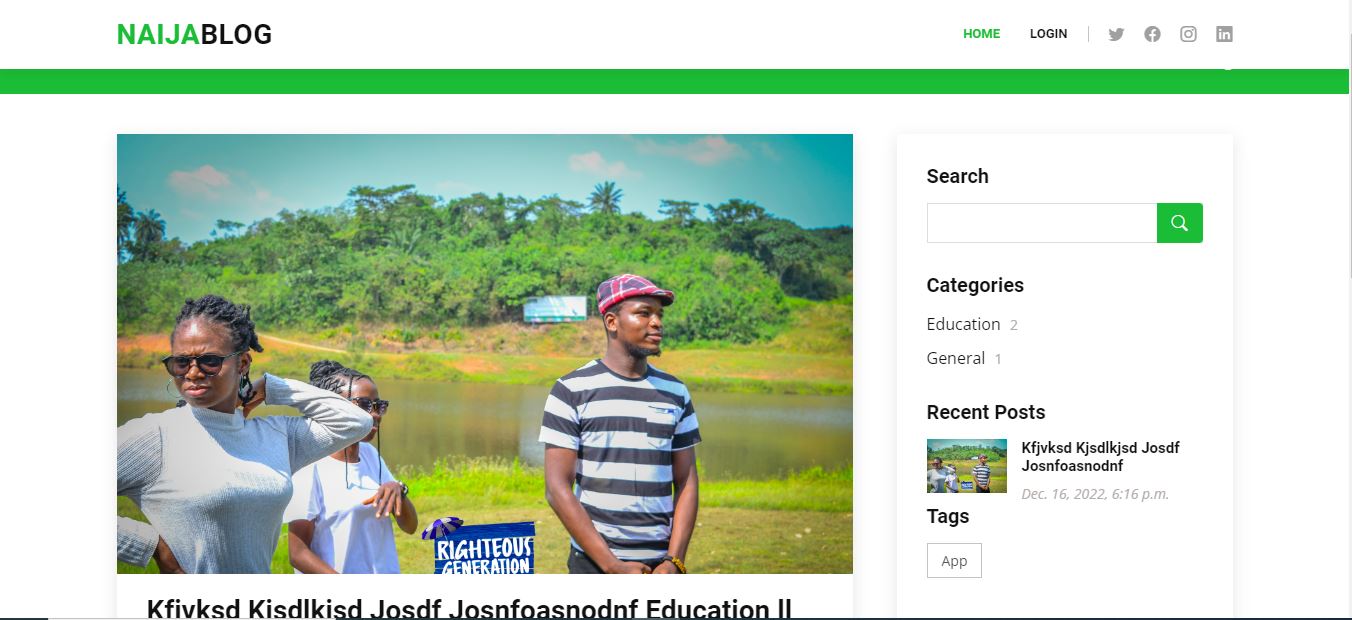 NAIJABLOG
HOME LOGIN
Search
Categories
Education 2
General 1
Recent Posts
Kfjvksd Kjsdlkjsd Josdf
Josnfoasnodnf
Dec. 16, 2022, 6:16 p.m.
Tags
App
RIGHTEOUS
GENERATION
Kfjvksd Kjsdlkjsd Josdf Josnfoasnodnf Education ll